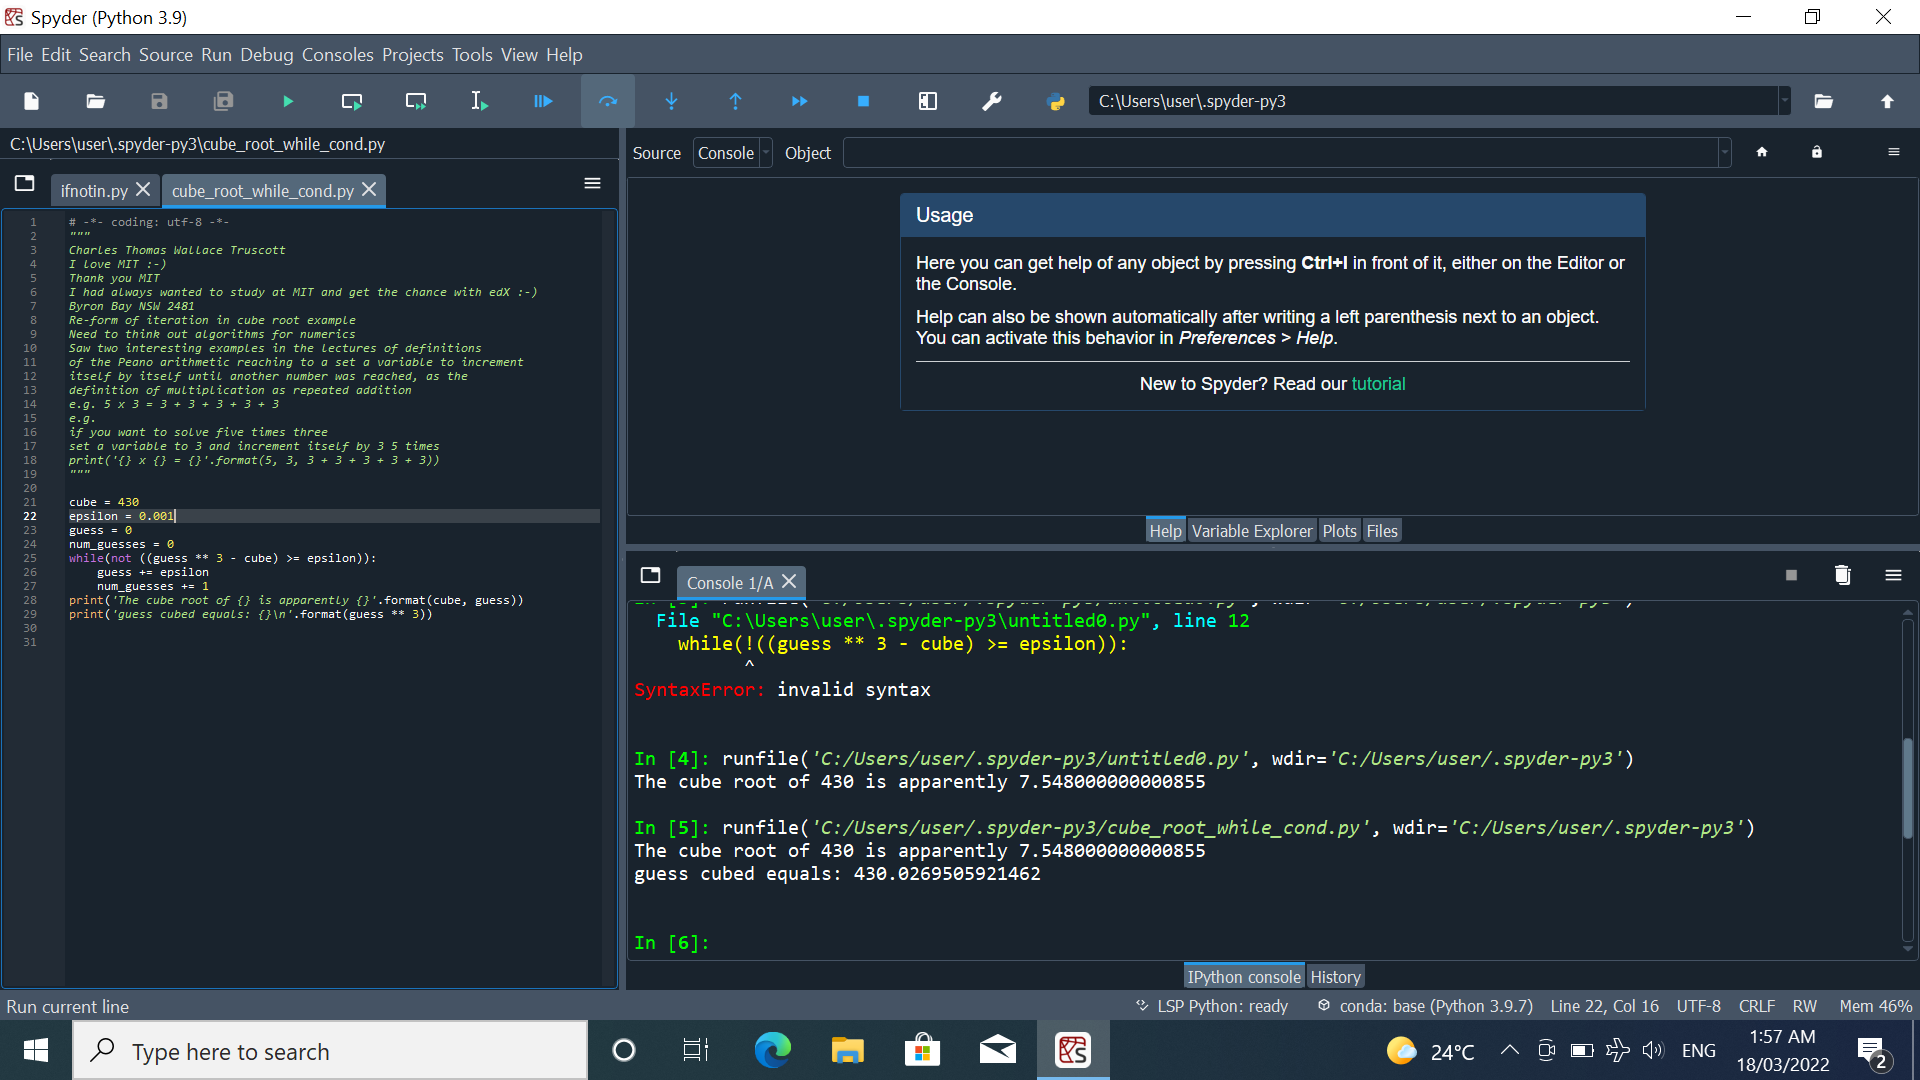 Spyder (Python 3.9)
File Edit Search Source Run Debug Consoles Projects Tools View Help
C:\Users\user\.spyder-py3
C:\Users\user\.spyder-py3\cube_root_while_cond.py
ifnotin.py
cube_root_while_cond.py
1 # -*- coding: utf-8 -*-
2 """
3 Charles Thomas Wallace Truscott
4 I love MIT :-)
5 Thank you MIT
6 I had always wanted to study at MIT and get the chance with edX :-)
7 Byron Bay NSW 2481
8 Re-form of iteration in cube root example
9 Need to think out algorithms for numerics
10 Saw two interesting examples in the lectures of definitions
11 of the Peano arithmetic reaching to a set a variable to increment
12 itself by itself until another number was reached, as the
13 definition of multiplication as repeated addition
14 e.g. 5 x 3 = 3 + 3 + 3 + 3 + 3
15 e.g.
16 if you want to solve five times three
17 set a variable to 3 and increment itself by 3 5 times
18 print('{} x {} = {}'.format(5, 3, 3 + 3 + 3 + 3 + 3))
19 """
20
21 cube = 430
22 epsilon = 0.001
23 guess = 0
24 num_guesses = 0
25 while(not ((guess ** 3 - cube) >= epsilon)):
26 guess += epsilon
27 num_guesses += 1
28 print('The cube root of {} is apparently {}'.format(cube, guess))
29 print('guess cubed equals: {}\n'.format(guess ** 3))
30
31
Source Console Object
Usage
Here you can get help of any object by pressing Ctrl+I in front of it, either on the Editor or
the Console.
Help can also be shown automatically after writing a left parenthesis next to an object.
You can activate this behavior in Preferences > Help.
New to Spyder? Read our tutorial
Help Variable Explorer Plots Files
Console 1/A
File "C:\Users\user\.spyder-py3\untitled0.py", line 12
while(!((guess ** 3 - cube) >= epsilon)):
^
SyntaxError: invalid syntax
In [4]: runfile('C:/Users/user/.spyder-py3/untitled0.py', wdir='C:/Users/user/.spyder-py3')
The cube root of 430 is apparently 7.548000000000855
In [5]: runfile('C:/Users/user/.spyder-py3/cube_root_while_cond.py', wdir='C:/Users/user/.spyder-py3')
The cube root of 430 is apparently 7.548000000000855
guess cubed equals: 430.0269505921462
In [6]:
IPython console History
Run current line
LSP Python: ready conda: base (Python 3.9.7) Line 22, Col 16 UTF-8 CRLF RW Mem 46%
Type here to search
24°C
ENG
1:57 AM
18/03/2022
2